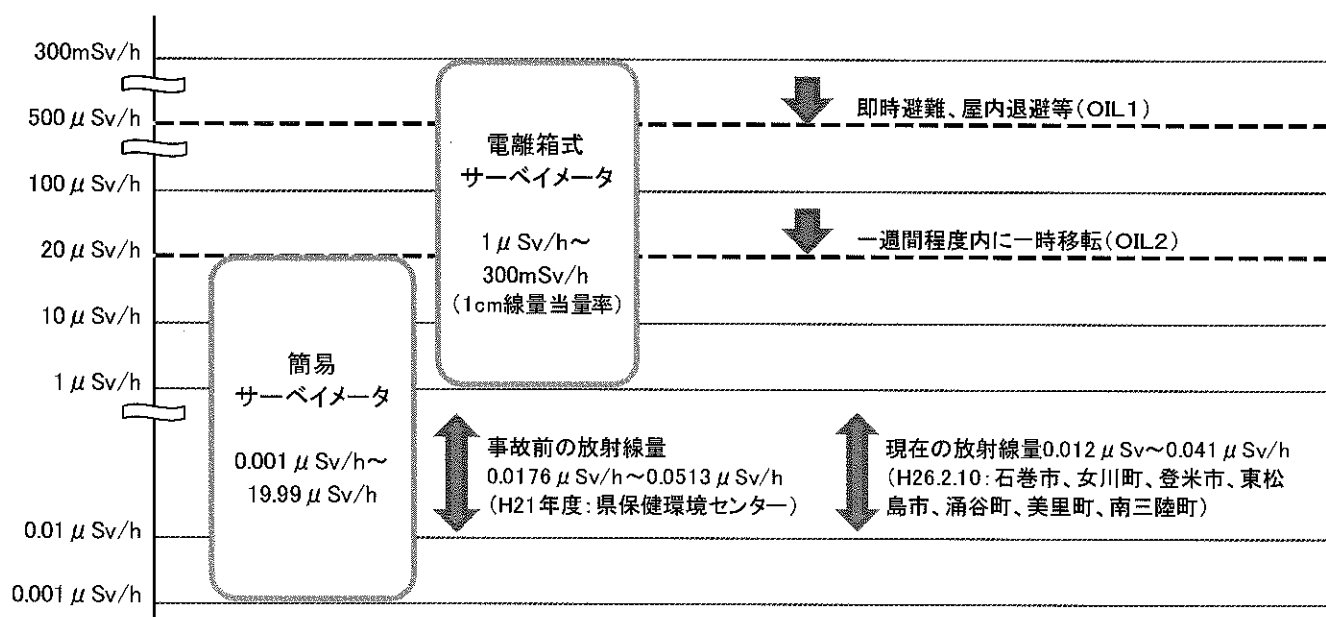 300mSv/h
500μSv/h
100μSv/h
20μSv/h
10μSv/h
1μSv/h
0.01μSv/h
0.001μSv/h
簡易
サーベイメータ
0.001μSv/h～
19.99μSv/h
電離箱式
サーベイメータ
1μSv/h～
300mSv/h
(1cm線量当量率)
即時避難、屋内退避等(OIL1)
一週間程度内に一時移転(OIL2)
事故前の放射線量
0.0176μSv/h～0.0513μSv/h
(H21年度：県保健環境センター)
現在の放射線量0.012μSv～0.041μSv/h
(H26.2.10：石巻市、女川町、登米市、東松
島市、涌谷町、美里町、南三陸町)